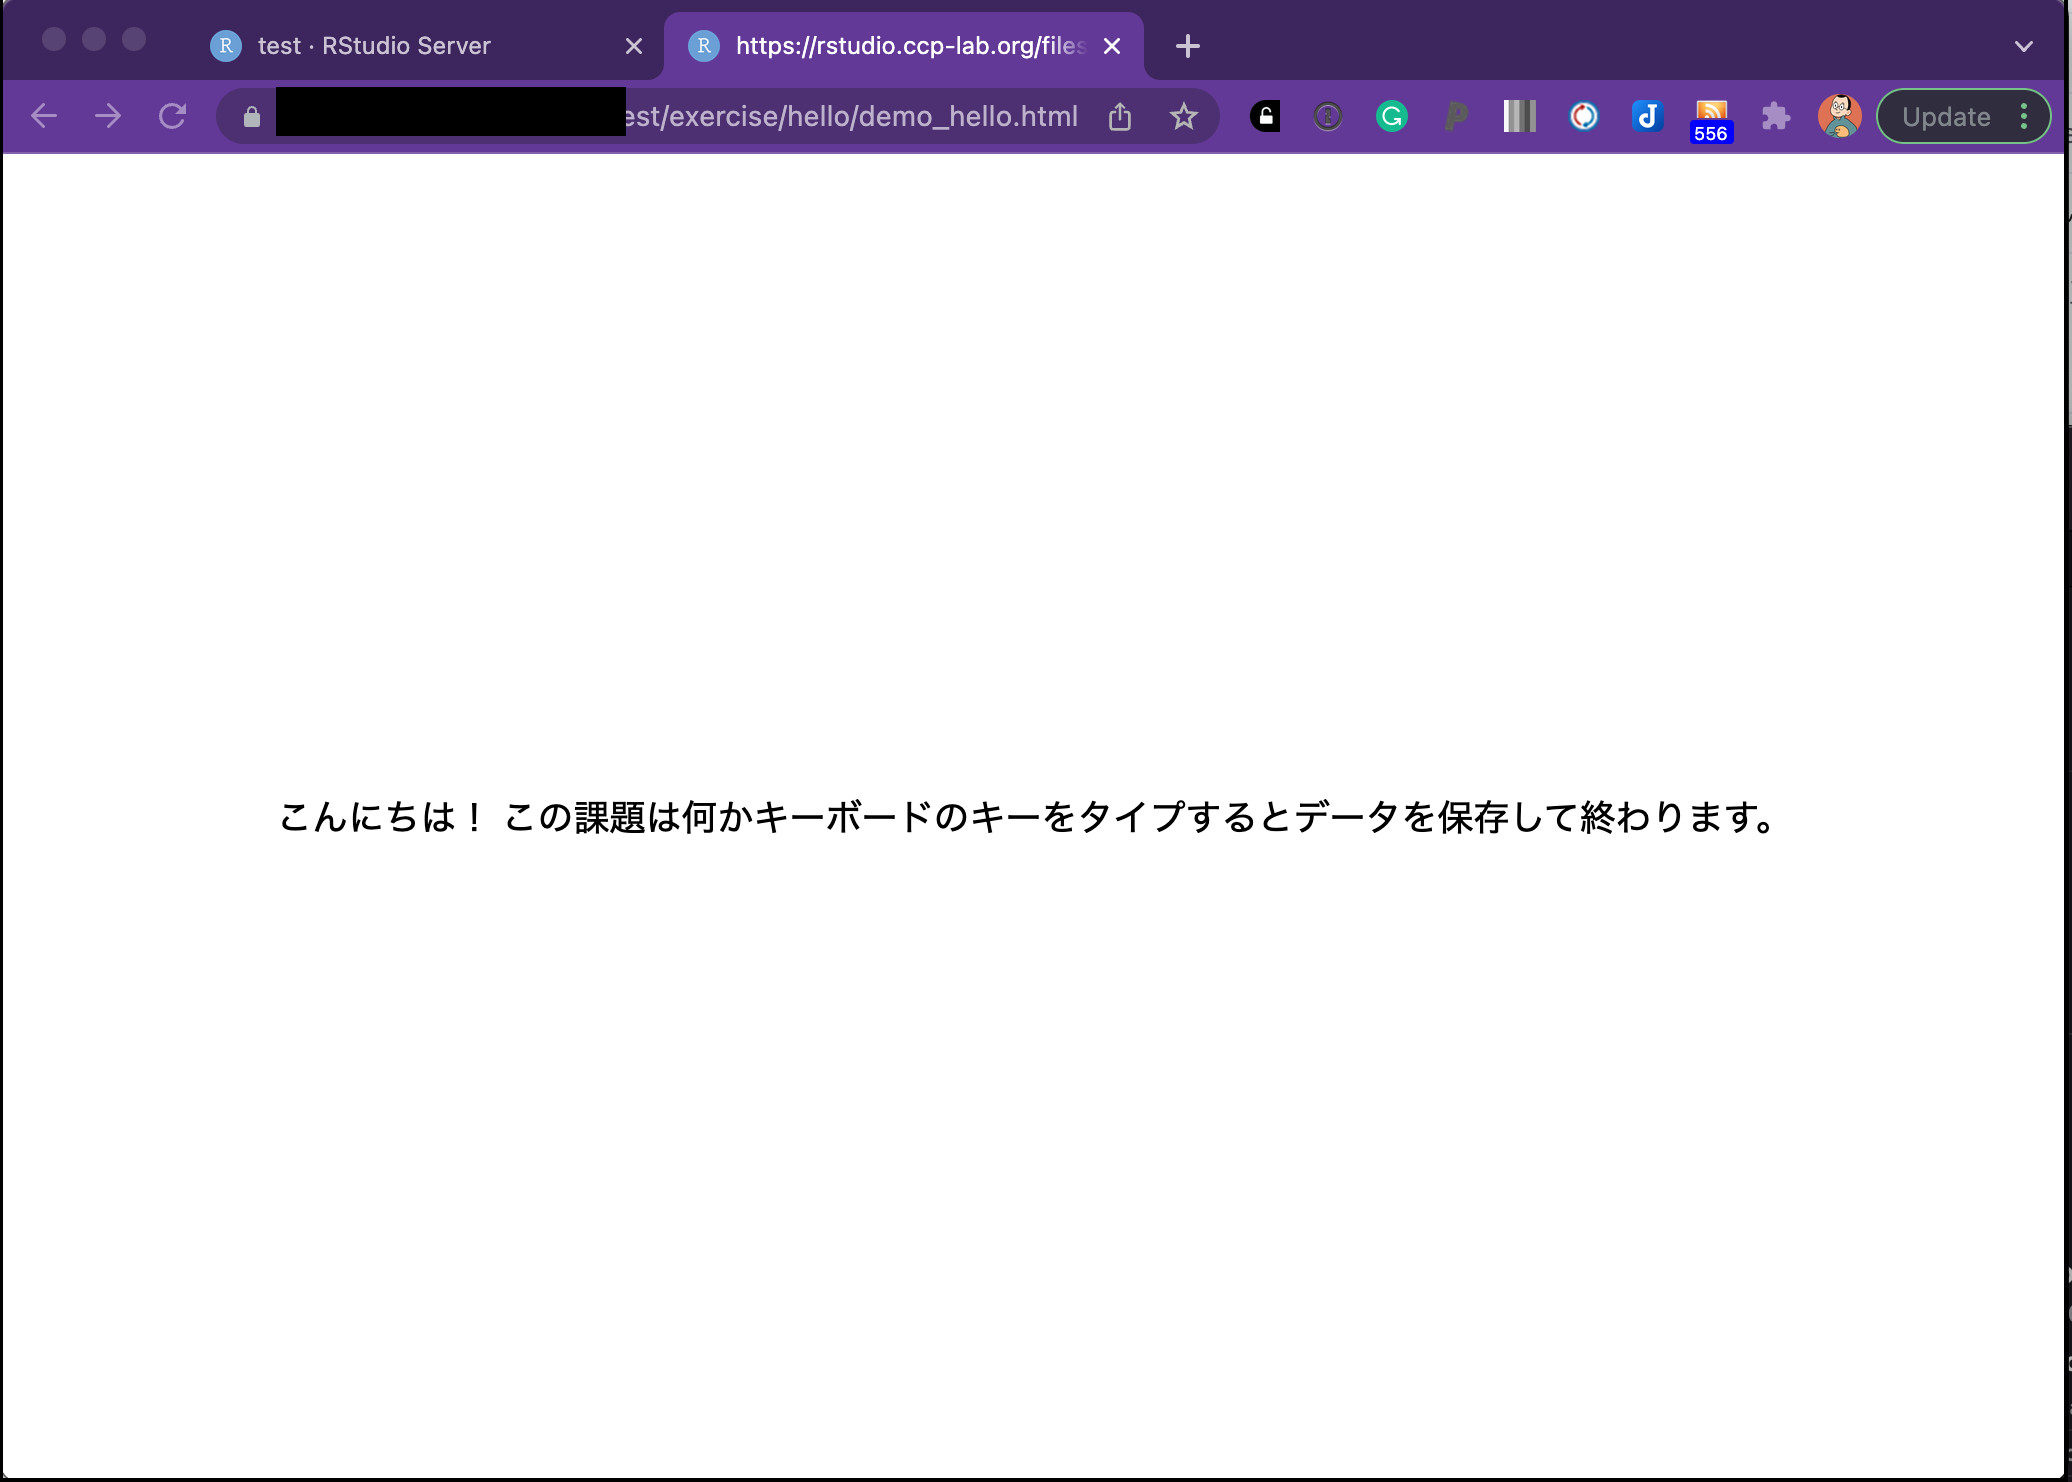 test · RStudio Server
https://rstudio.ccp-lab.org/files
est/exercise/hello/demo_hello.html
556
Update
こんにちは！ この課題は何かキーボードのキーをタイプするとデータを保存して終わります。